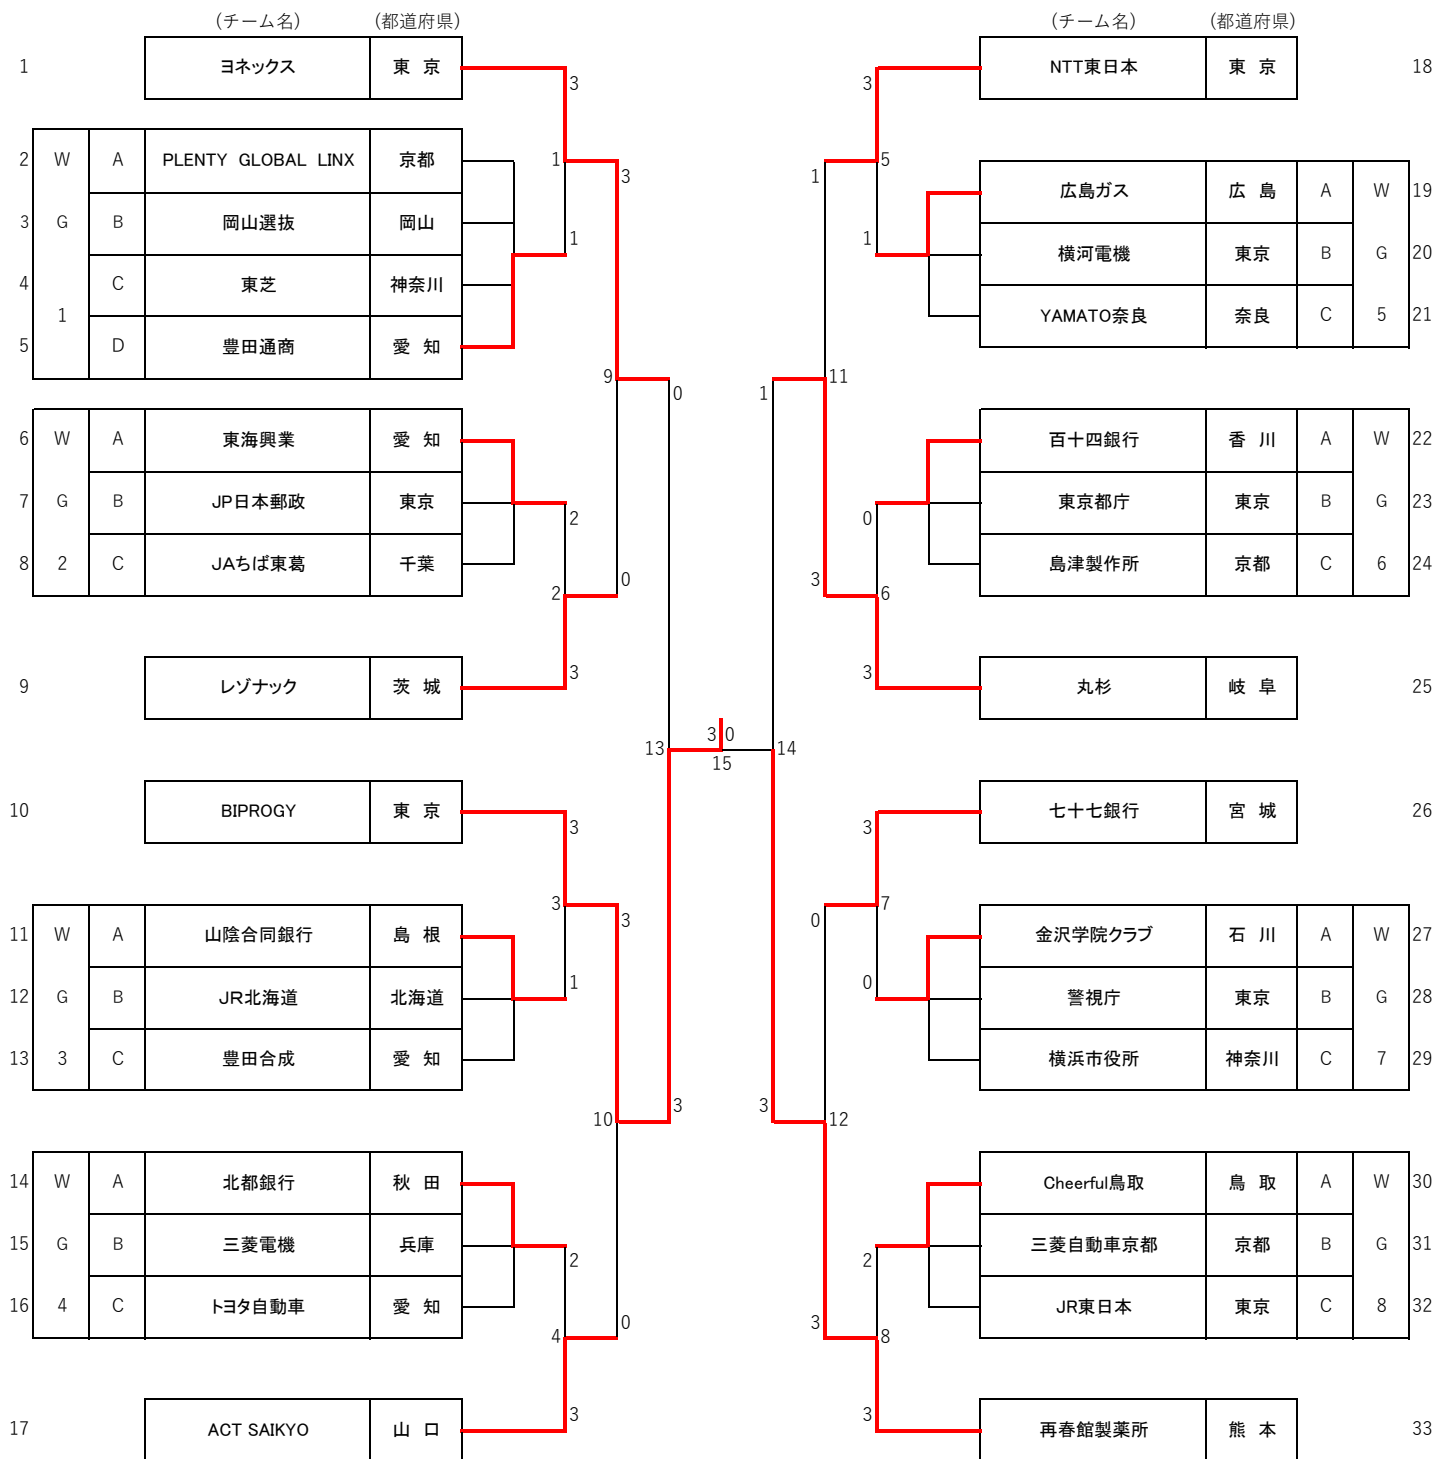 (チーム名) (都道府県) (チーム名) (都道府県)
1 ヨネックス 東 京 3 3 NTT東日本 東 京 18
2 W A PLENTY GLOBAL LINX 京都 1 3 1 5
広島ガス 広 島 A W 19
3 G B 岡山選抜 岡山 1 1 横河電機 東京 B G 20
4 C 東芝 神奈川
1 YAMATO奈良 奈良 C 5 21
5 D 豊田通商 愛 知
9 0 1 11
6 W A 東海興業 愛 知 百十四銀行 香 川 A W 22
7 G B JP日本郵政 東京 2 0 東京都庁 東京 B G 23
8 2 C JAちば東葛 千葉 島津製作所 京都 C 6 24
2 0 3 6
9 レゾナック 茨 城 3 3 丸杉 岐 阜 25
13 3 0 14
15
10 BIPROGY 東 京 3 3 七十七銀行 宮 城 26
3 3 0 7
11 W A 山陰合同銀行 島 根 金沢学院クラブ 石 川 A W 27
12 G B JR北海道 北海道 1 0 警視庁 東京 B G 28
13 3 C 豊田合成 愛 知 横浜市役所 神奈川 C 7 29
10 3 3 12
14 W A 北都銀行 秋 田 Cheerful鳥取 鳥 取 A W 30
15 G B 三菱電機 兵庫 2 2 三菱自動車京都 京都 B G 31
16 4 C トヨタ自動車 愛 知 JR東日本 東京 C 8 32
4 0 3 8
17 ACT SAIKYO 山 口 3 3 再春館製薬所 熊 本 33